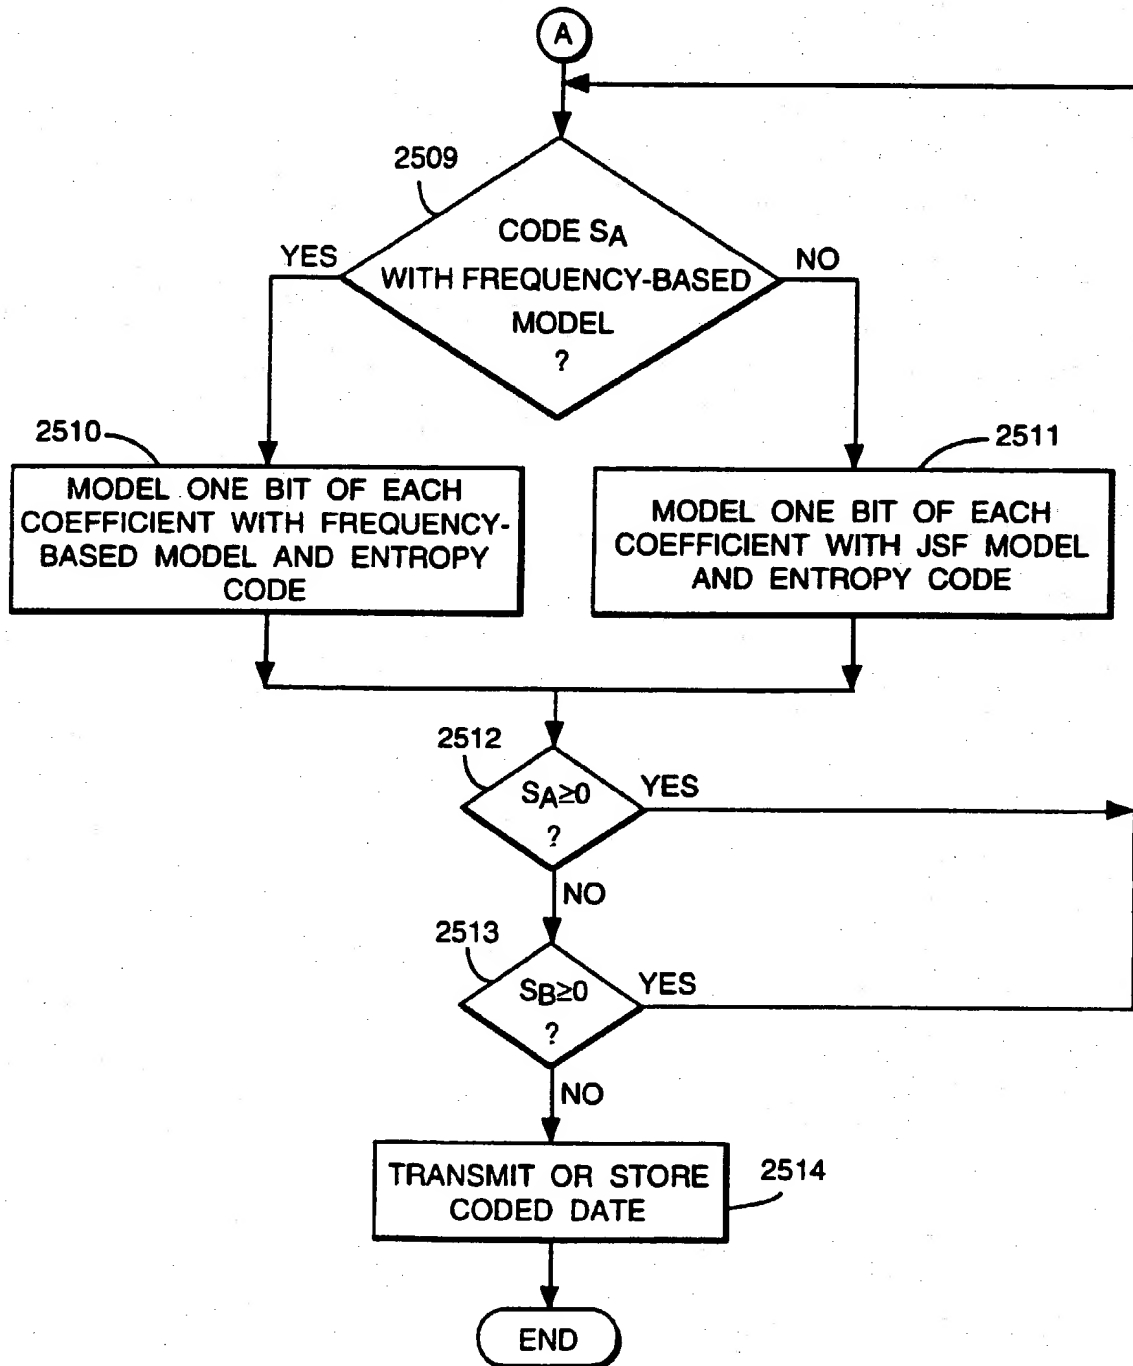 A
2509
CODE SA
WITH FREQUENCY-BASED
MODEL
?
YES
NO
2510
MODEL ONE BIT OF EACH
COEFFICIENT WITH FREQUENCY-
BASED MODEL AND ENTROPY
CODE
2511
MODEL ONE BIT OF EACH
COEFFICIENT WITH JSF MODEL
AND ENTROPY CODE
2512
SA≥0
?
YES
NO
2513
SB≥0
?
YES
NO
TRANSMIT OR STORE
CODED DATE
2514
END